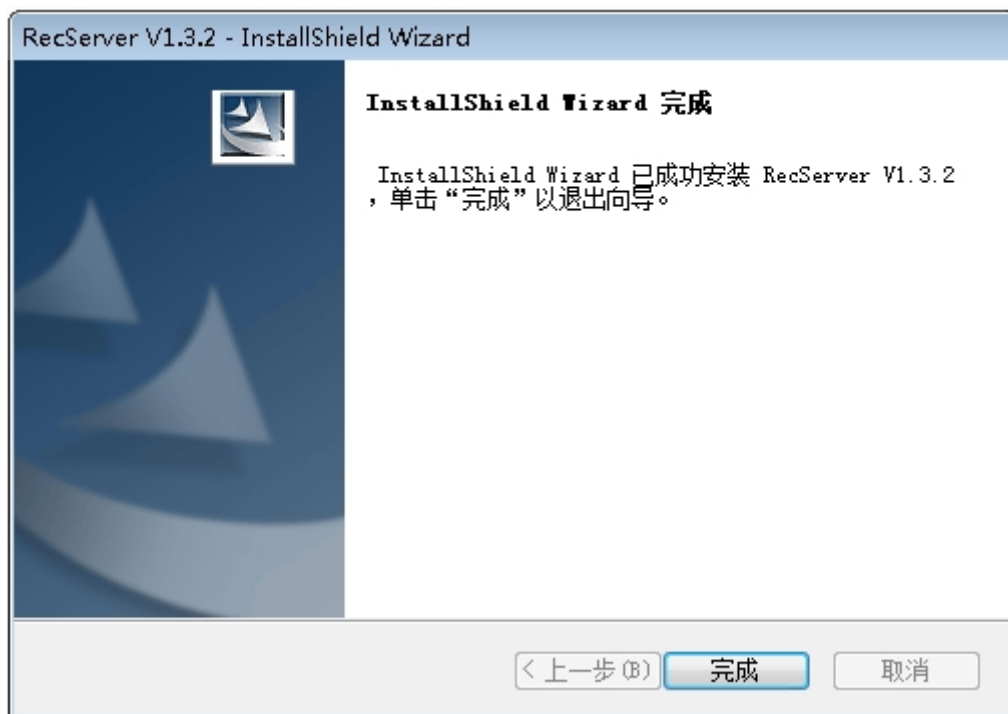 RecServer V1.3.2 - InstallShield Wizard
InstallShield Wizard 完成
InstallShield Wizard 已成功安装 RecServer V1.3.2
，单击“完成”以退出向导。
< 上一步(B)
完成
取消